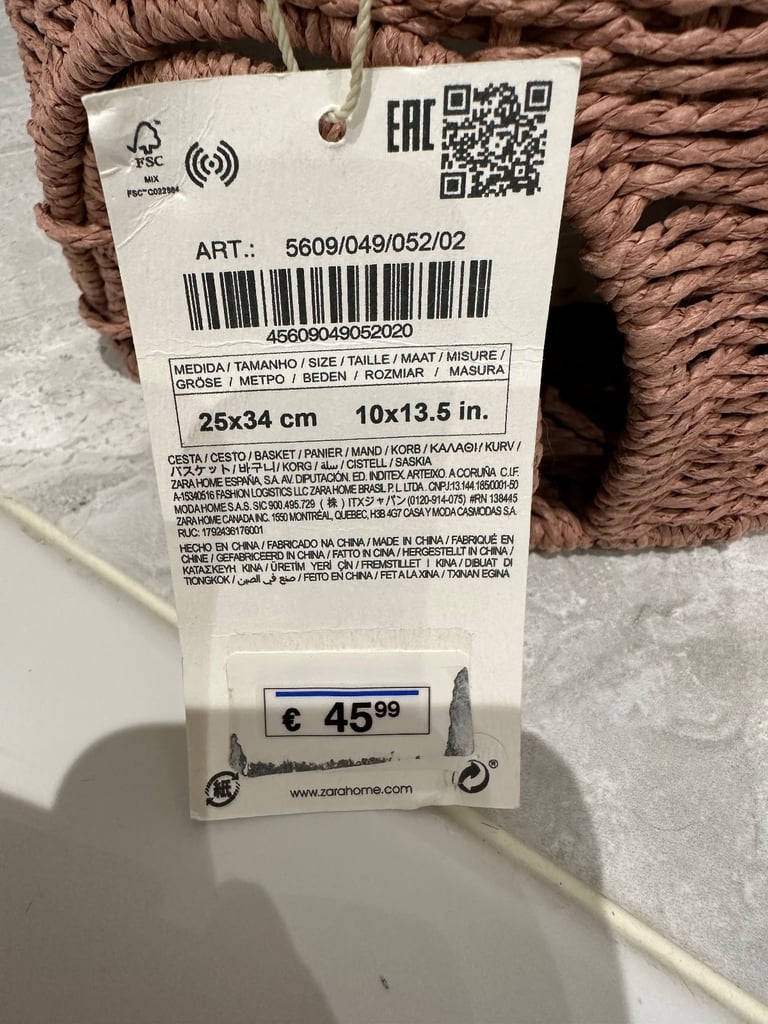 FSC
MIX
FSC™ C022984
EAC
ART.: 5609/049/052/02
45609049052020
MEDIDA / TAMANHO / SIZE / TAILLE / MAAT / MISURE /
GRÖSE / METPO / BEDEN / ROZMIAR / MASURA
25x34 cm 10x13.5 in.
CESTA / CESTO / BASKET / PANIER / MAND / KORB / ΚΑΛΑΘΙ / KURV /
バスケット / 바구니 / KORG / سلة / CISTELL / SASKIA
ZARA HOME ESPAÑA, S.A. AV. DIPUTACIÓN. ED. INDITEX. ARTEIXO. A CORUÑA C.I.F.
A-15340516 FASHION LOGISTICS LLC ZARA HOME BRASIL P. L. LTDA. CNPJ:13.144.185/0001-50
MODA HOME S.A.S. SIC 900.495.729 (株) ITXジャパン (0120-914-075) #RN 138445
ZARA HOME CANADA INC. 1550 MONTRÉAL, QUEBEC, H3B 4G7 CASA Y MODA CASMODAS S.A.
RUC: 1792436176001
HECHO EN CHINA / FABRICADO NA CHINA / MADE IN CHINA / FABRIQUÉ EN
CHINE / GEFABRICEERD IN CHINA / FATTO IN CINA / HERGESTELLT IN CHINA /
ΚΑΤΑΣΚΕΥΗ ΚΙΝΑ / ÜRETİM YERİ ÇİN / FREMSTILLET I KINA / DIBUAT DI
TIONGKOK / صنع في الصين / FEITO EN CHINA / FET A LA XINA / TXINAN EGINA
€ 45⁹⁹
紙
www.zarahome.com
®